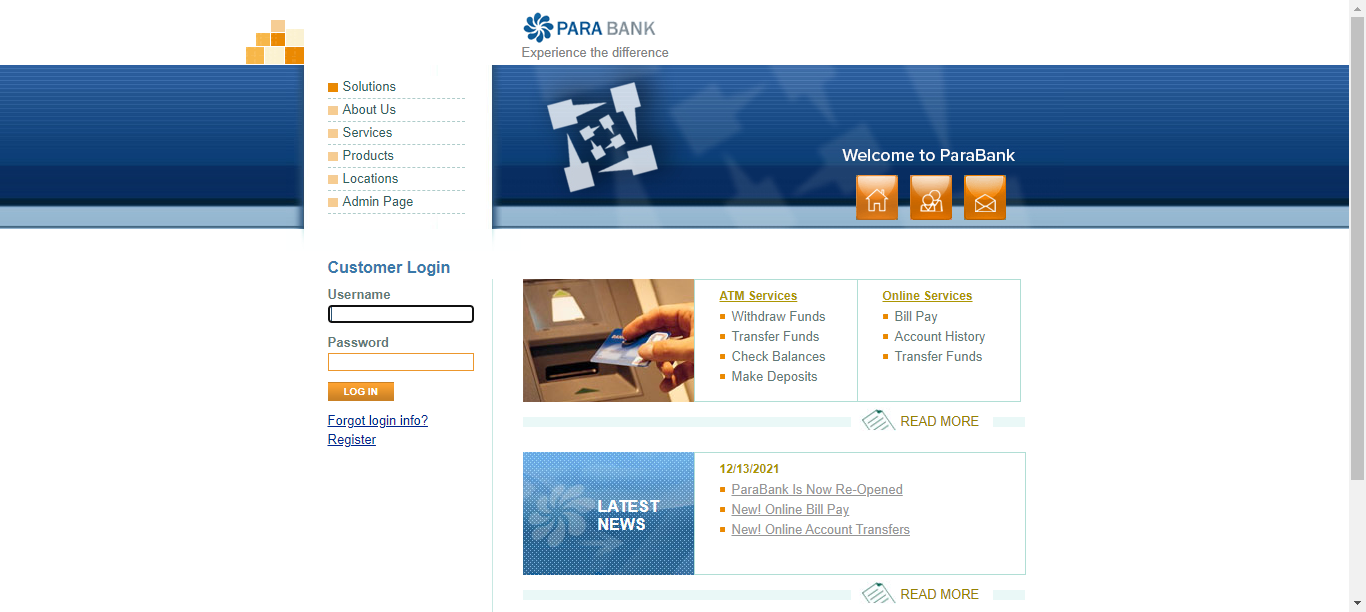 PARA BANK
Experience the difference
Solutions
About Us
Services
Products
Locations
Admin Page
Welcome to ParaBank
Customer Login
Username
Password
LOG IN
Forgot login info?
Register
ATM Services
Withdraw Funds
Transfer Funds
Check Balances
Make Deposits
Online Services
Bill Pay
Account History
Transfer Funds
READ MORE
LATEST
NEWS
12/13/2021
ParaBank Is Now Re-Opened
New! Online Bill Pay
New! Online Account Transfers
READ MORE